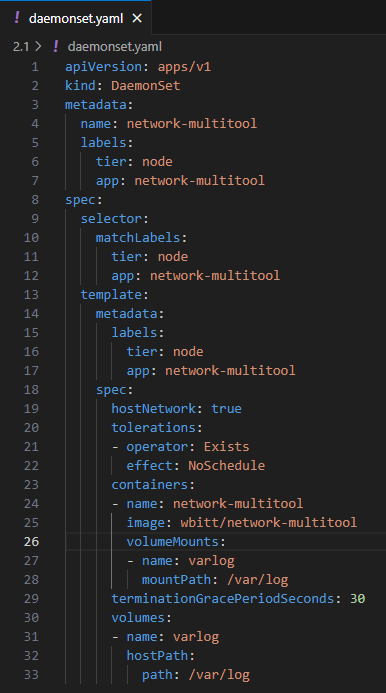 ! daemonset.yaml ×
2.1 > ! daemonset.yaml
1 apiVersion: apps/v1
2 kind: DaemonSet
3 metadata:
4   name: network-multitool
5   labels:
6     tier: node
7     app: network-multitool
8 spec:
9   selector:
10     matchLabels:
11       tier: node
12       app: network-multitool
13   template:
14     metadata:
15       labels:
16         tier: node
17         app: network-multitool
18     spec:
19       hostNetwork: true
20       tolerations:
21       - operator: Exists
22         effect: NoSchedule
23       containers:
24       - name: network-multitool
25         image: wbitt/network-multitool
26         volumeMounts:
27         - name: varlog
28           mountPath: /var/log
29       terminationGracePeriodSeconds: 30
30       volumes:
31       - name: varlog
32         hostPath:
33           path: /var/log